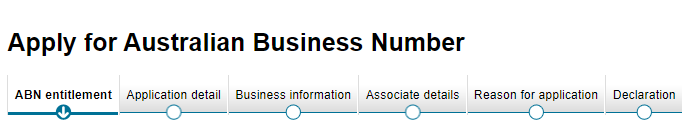 Apply for Australian Business Number
ABN entitlement Application detail Business information Associate details Reason for application Declaration